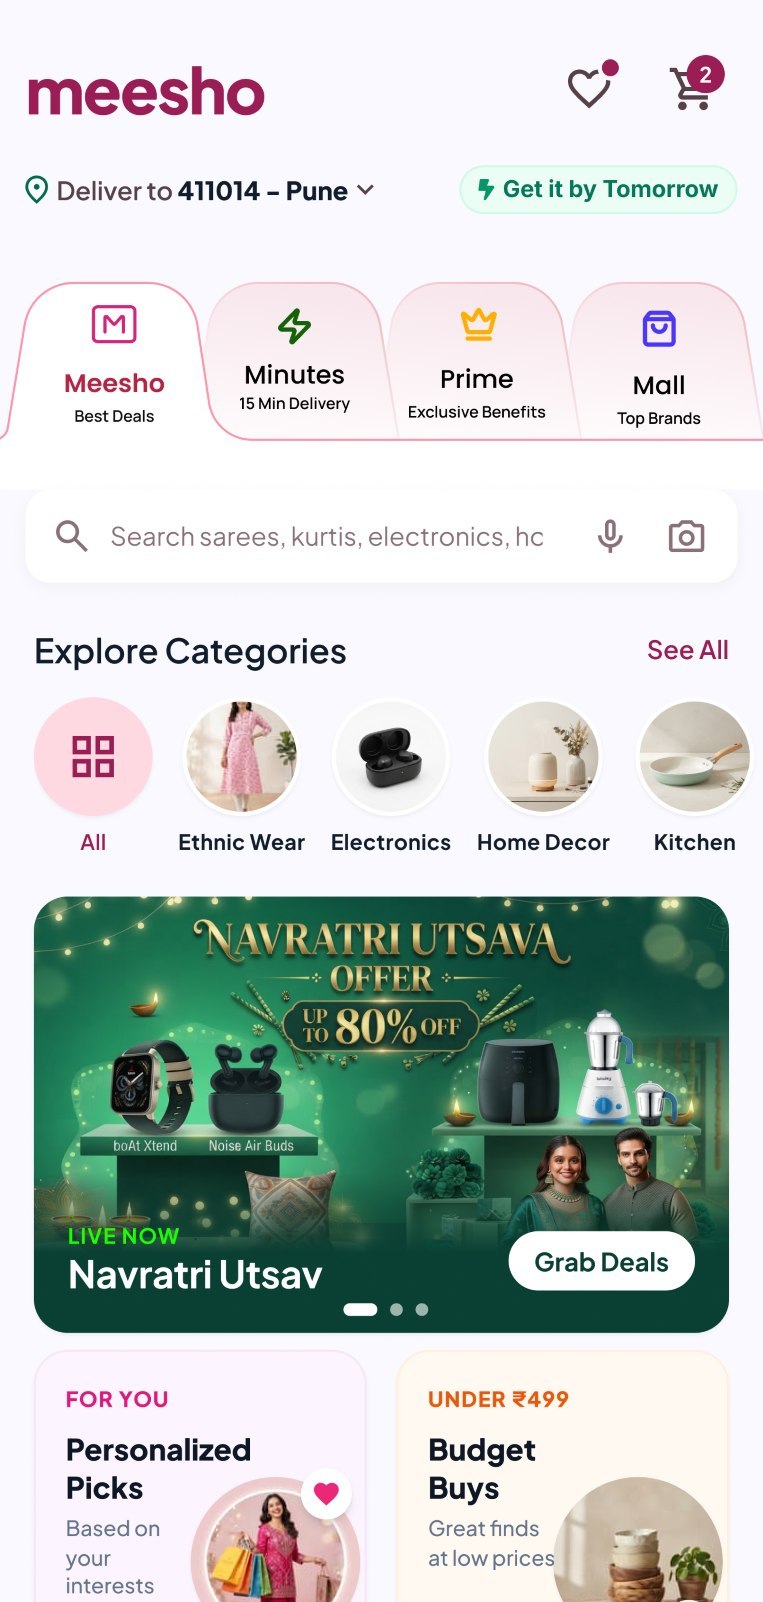 meesho
2
Deliver to 411014 – Pune
Get it by Tomorrow
Meesho
Best Deals
Minutes
15 Min Delivery
Prime
Exclusive Benefits
Mall
Top Brands
Search sarees, kurtis, electronics, hc
Explore Categories
See All
All
Ethnic Wear
Electronics
Home Decor
Kitchen
NAVRATRI UTSAVA
OFFER
UP TO 80% OFF
boAt Xtend
Noise Air Buds
LIVE NOW
Navratri Utsav
Grab Deals
FOR YOU
Personalized
Picks
Based on
your
interests
UNDER ₹499
Budget
Buys
Great finds
at low prices